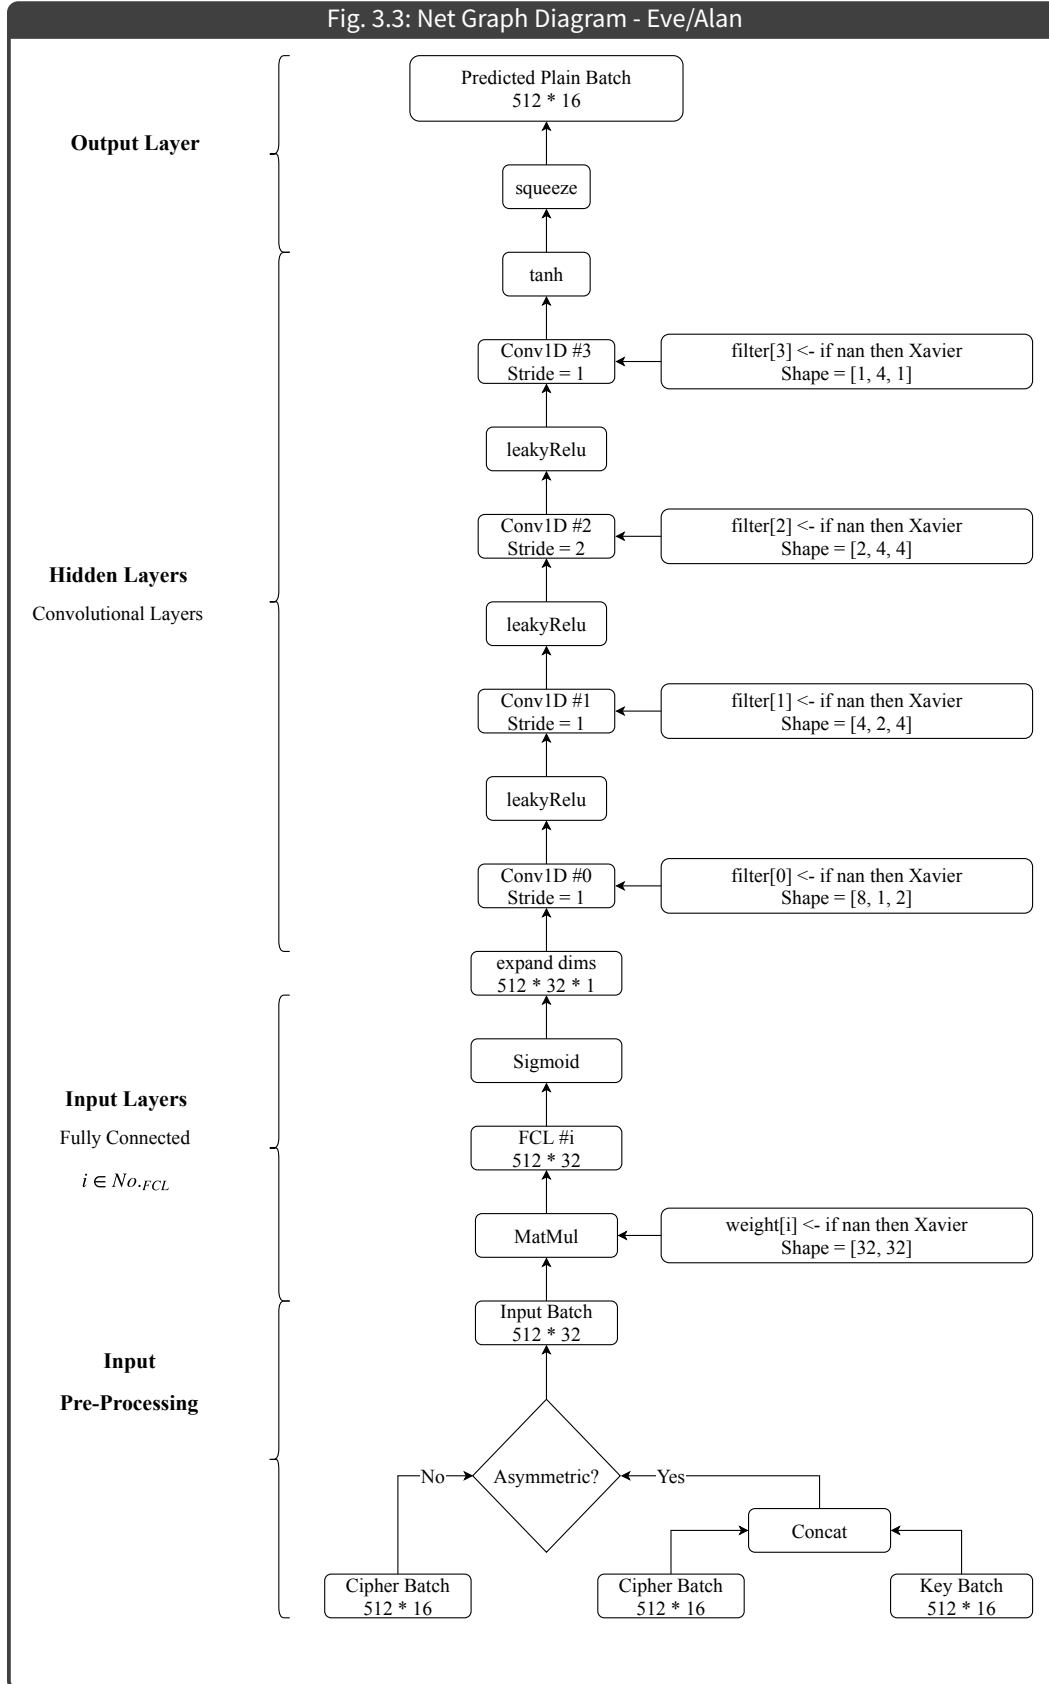 Fig. 3.3: Net Graph Diagram - Eve/Alan
Predicted Plain Batch
512 * 16
Output Layer
squeeze
tanh
Conv1D #3
Stride = 1
filter[3] <- if nan then Xavier
Shape = [1, 4, 1]
leakyRelu
Conv1D #2
Stride = 2
filter[2] <- if nan then Xavier
Shape = [2, 4, 4]
Hidden Layers
Convolutional Layers
leakyRelu
Conv1D #1
Stride = 1
filter[1] <- if nan then Xavier
Shape = [4, 2, 4]
leakyRelu
Conv1D #0
Stride = 1
filter[0] <- if nan then Xavier
Shape = [8, 1, 2]
expand dims
512 * 32 * 1
Sigmoid
Input Layers
Fully Connected
i ∈ No.FCL
FCL #i
512 * 32
MatMul
weight[i] <- if nan then Xavier
Shape = [32, 32]
Input Batch
512 * 32
Input
Pre-Processing
No
Asymmetric?
Yes
Concat
Cipher Batch
512 * 16
Cipher Batch
512 * 16
Key Batch
512 * 16